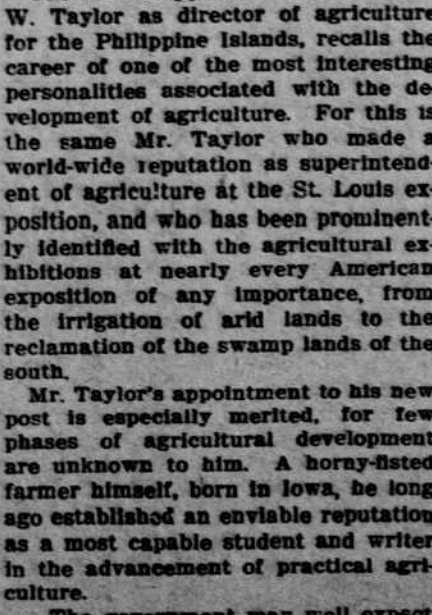 W. Taylor as director of agriculture
for the Philippine Islands, recalls the
career of one of the most interesting
personalities associated with the de-
velopment of agriculture. For this is
the same Mr. Taylor who made a
world-wide reputation as superintend-
ent of agriculture at the St. Louis ex-
position, and who has been prominent-
ly identified with the agricultural ex-
hibitions at nearly every American
exposition of any importance, from
the irrigation of arid lands to the
reclamation of the swamp lands of the
south.
Mr. Taylor's appointment to his new
post is especially merited, for few
phases of agricultural development
are unknown to him. A horny-fisted
farmer himself, born in Iowa, he long
ago established an enviable reputation
as a most capable student and writer
in the advancement of practical agri-
culture.
The government may well expect